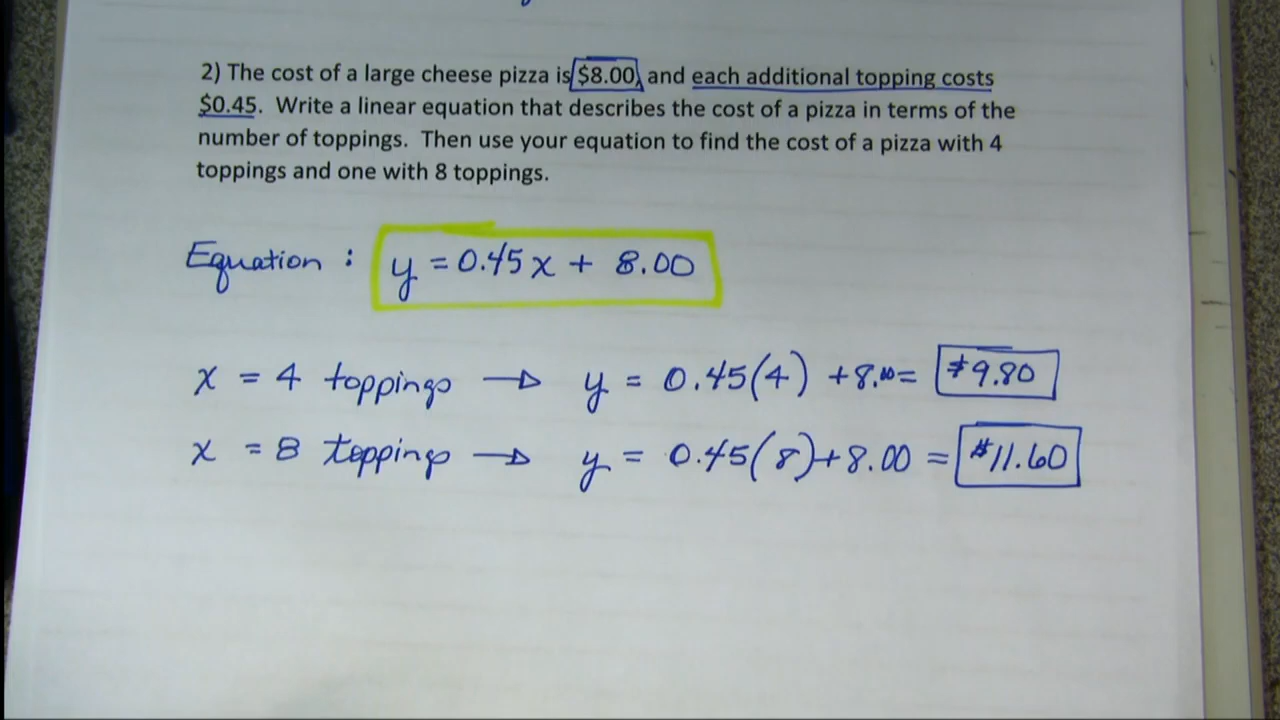 2) The cost of a large cheese pizza is $8.00, and each additional topping costs
$0.45. Write a linear equation that describes the cost of a pizza in terms of the
number of toppings. Then use your equation to find the cost of a pizza with 4
toppings and one with 8 toppings.
Equation : y = 0.45x + 8.00
x = 4 toppings → y = 0.45(4) +8.00= $9.80
x = 8 toppings → y = 0.45(8)+8.00 = $11.60